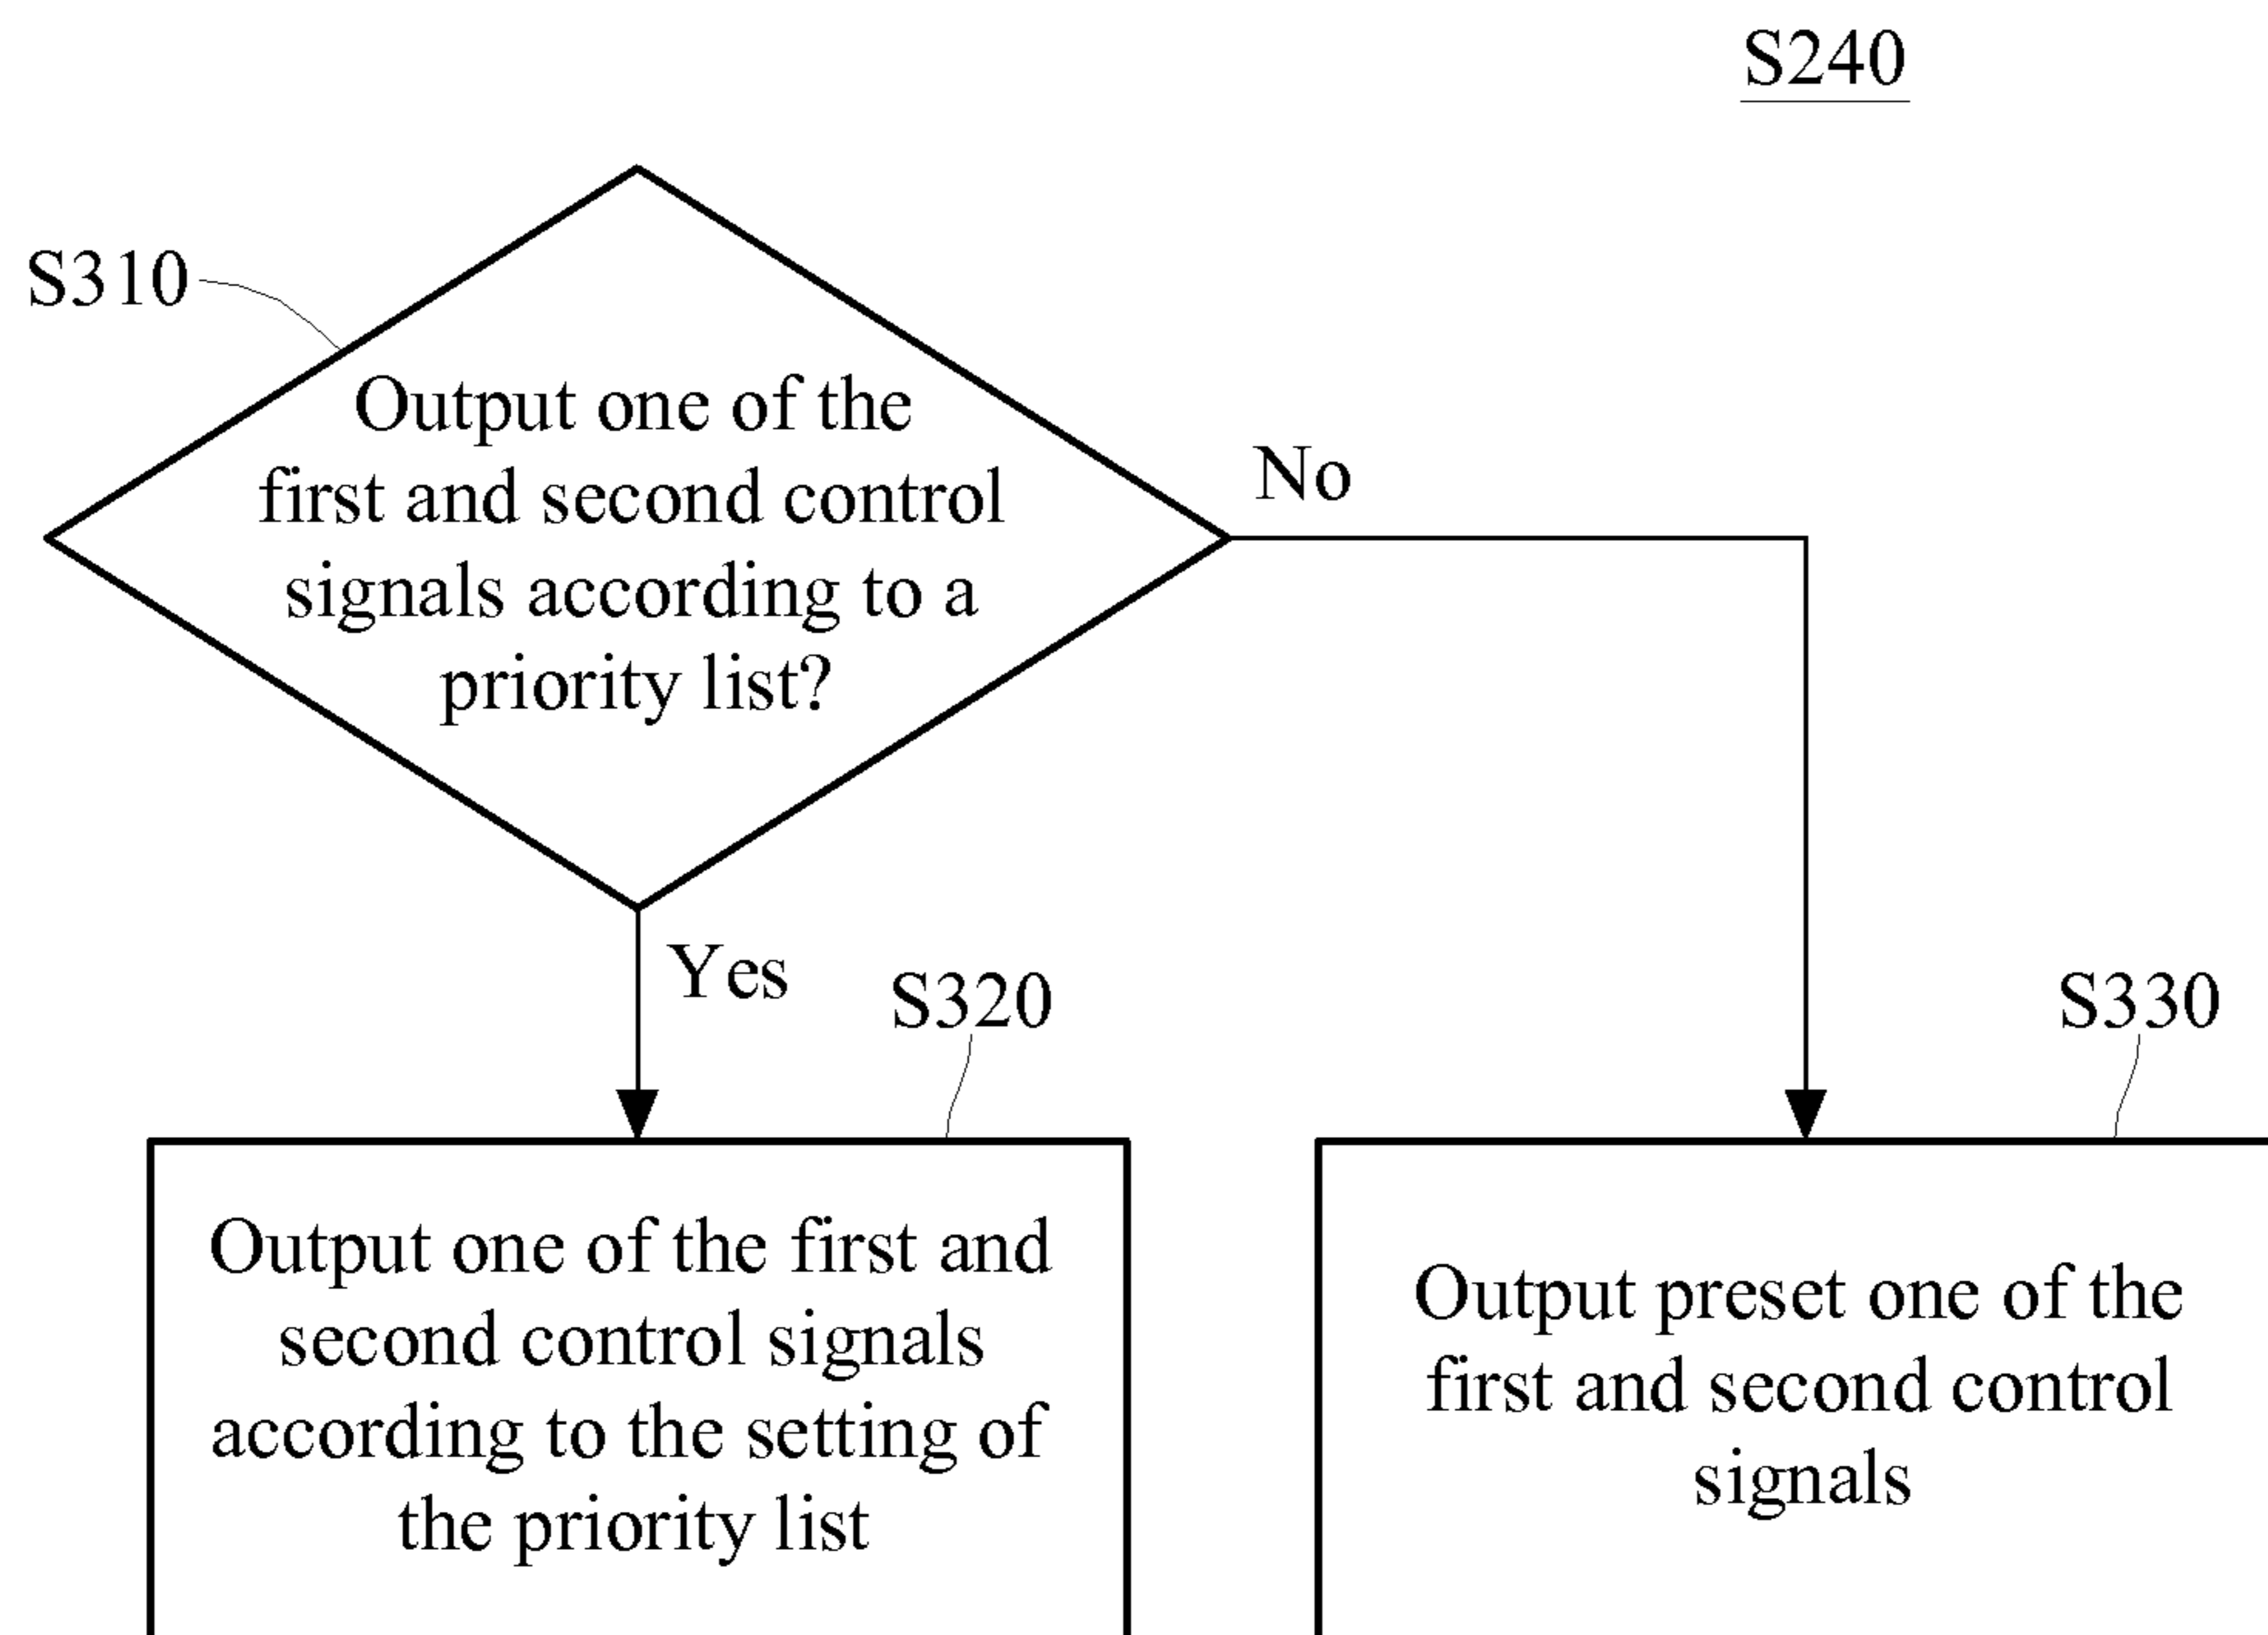 S240
S310
Output one of the
first and second control
signals according to a
priority list?
No
Yes
S320
S330
Output one of the first and
second control signals
according to the setting of
the priority list
Output preset one of the
first and second control
signals